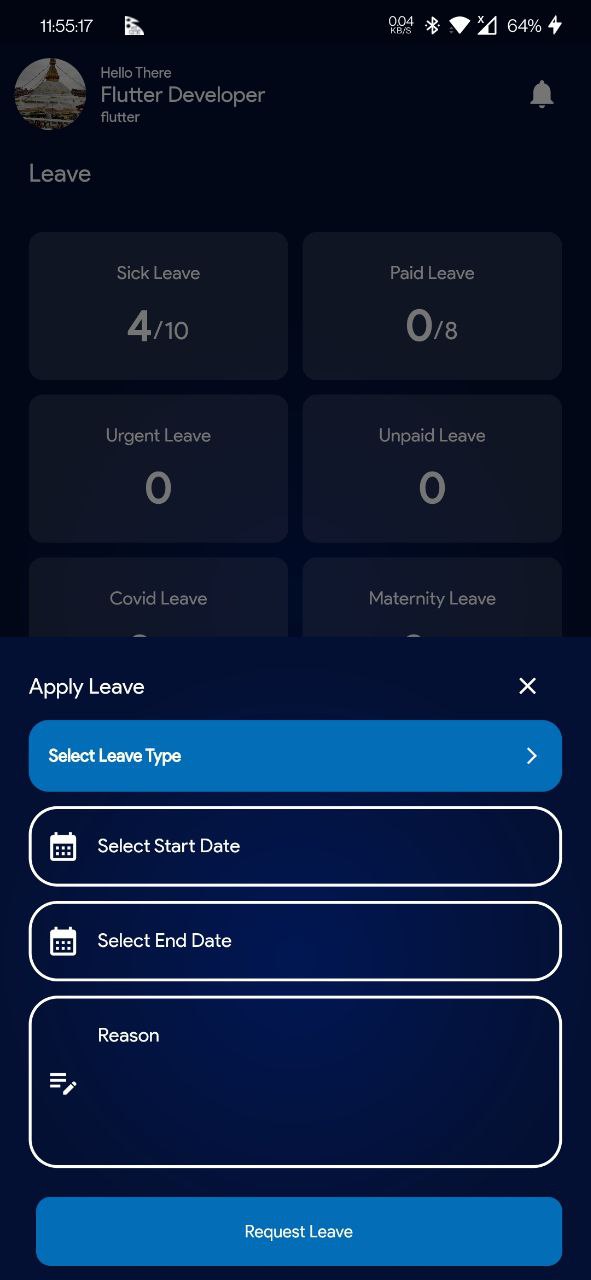 11:55:17 0.04 KB/S X 64%
Hello There
Flutter Developer
flutter
Leave
Sick Leave Paid Leave
4/10 0/8
Urgent Leave Unpaid Leave
0 0
Covid Leave Maternity Leave
Apply Leave
Select Leave Type
Select Start Date
Select End Date
Reason
Request Leave